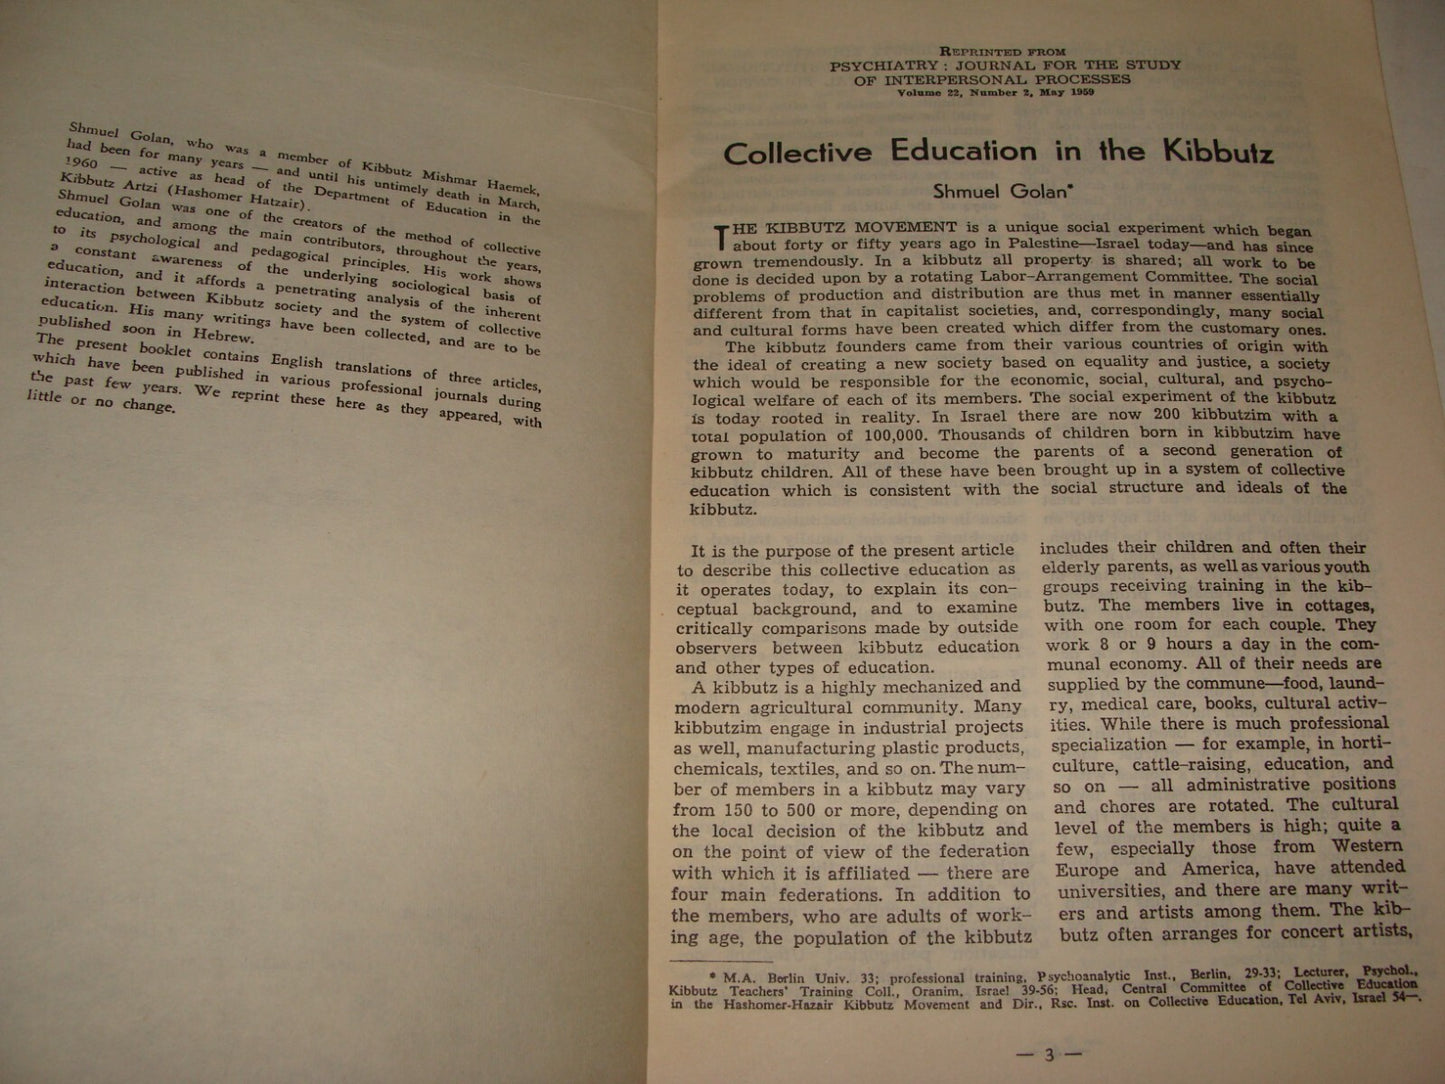 Shmuel Golan, who was a member of Kibbutz Mishmar Haemek,
had been for many years — and until his untimely death in March,
1960 — active as head of the Department of Education in the
Kibbutz Artzi (Hashomer Hatzair).
Shmuel Golan was one of the creators of the method of collective
education, and among the main contributors, throughout the years,
to its psychological and pedagogical principles. His work shows
a constant awareness of the underlying sociological basis of
education, and it affords a penetrating analysis of the inherent
interaction between Kibbutz society and the system of collective
education. His many writings have been collected, and are to be
published soon in Hebrew.
The present booklet contains English translations of three articles,
which have been published in various professional journals during
the past few years. We reprint these here as they appeared, with
little or no change.
REPRINTED FROM
PSYCHIATRY : JOURNAL FOR THE STUDY
OF INTERPERSONAL PROCESSES
Volume 22, Number 2, May 1959
Collective Education in the Kibbutz
Shmuel Golan*
THE KIBBUTZ MOVEMENT is a unique social experiment which began
about forty or fifty years ago in Palestine—Israel today—and has since
grown tremendously. In a kibbutz all property is shared; all work to be
done is decided upon by a rotating Labor-Arrangement Committee. The social
problems of production and distribution are thus met in manner essentially
different from that in capitalist societies, and, correspondingly, many social
and cultural forms have been created which differ from the customary ones.
The kibbutz founders came from their various countries of origin with
the ideal of creating a new society based on equality and justice, a society
which would be responsible for the economic, social, cultural, and psycho-
logical welfare of each of its members. The social experiment of the kibbutz
is today rooted in reality. In Israel there are now 200 kibbutzim with a
total population of 100,000. Thousands of children born in kibbutzim have
grown to maturity and become the parents of a second generation of
kibbutz children. All of these have been brought up in a system of collective
education which is consistent with the social structure and ideals of the
kibbutz.
It is the purpose of the present article
to describe this collective education as
it operates today, to explain its con-
ceptual background, and to examine
critically comparisons made by outside
observers between kibbutz education
and other types of education.
A kibbutz is a highly mechanized and
modern agricultural community. Many
kibbutzim engage in industrial projects
as well, manufacturing plastic products,
chemicals, textiles, and so on. The num-
ber of members in a kibbutz may vary
from 150 to 500 or more, depending on
the local decision of the kibbutz and
on the point of view of the federation
with which it is affiliated — there are
four main federations. In addition to
the members, who are adults of work-
ing age, the population of the kibbutz
includes their children and often their
elderly parents, as well as various youth
groups receiving training in the kib-
butz. The members live in cottages,
with one room for each couple. They
work 8 or 9 hours a day in the com-
munal economy. All of their needs are
supplied by the commune—food, laund-
ry, medical care, books, cultural activ-
ities. While there is much professional
specialization — for example, in horti-
culture, cattle-raising, education, and
so on — all administrative positions
and chores are rotated. The cultural
level of the members is high; quite a
few, especially those from Western
Europe and America, have attended
universities, and there are many writ-
ers and artists among them. The kib-
butz often arranges for concert artists,
* M.A. Berlin Univ. 33; professional training, Psychoanalytic Inst., Berlin, 29-33; Lecturer, Psychol.,
Kibbutz Teachers' Training Coll., Oranim, Israel 39-56; Head, Central Committee of Collective Education
in the Hashomer-Hazair Kibbutz Movement and Dir., Rsc. Inst. on Collective Education, Tel Aviv, Israel 54—.
— 3 —